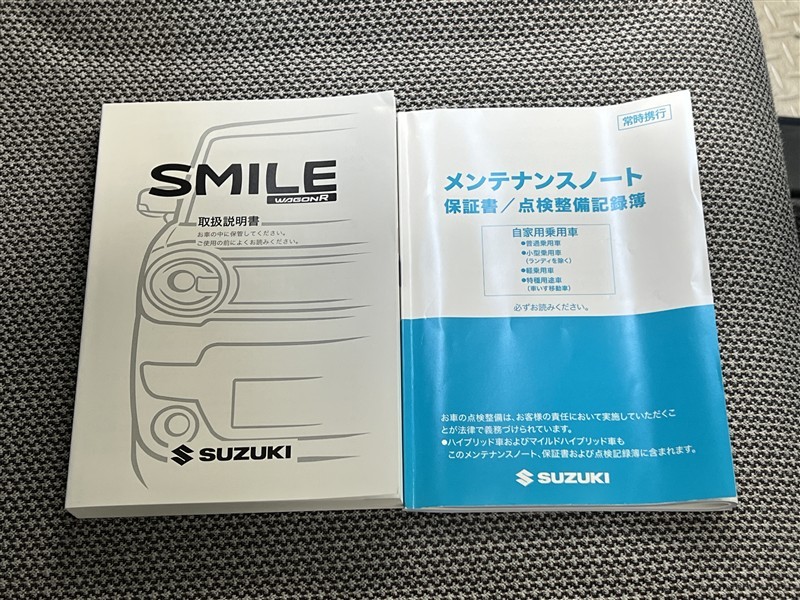 SMILE
WAGONR
取扱説明書
お車の中に保管してください。
ご使用の前によくお読みください。
SUZUKI
常時携行
メンテナンスノート
保証書/点検整備記録簿
自家用乗用車
●普通乗用車
●小型乗用車
(ランディを除く)
●軽乗用車
●特種用途車
(車いす移動車)
必ずお読みください。
お車の点検整備は、お客様の責任において実施していただくこ
とが法律で義務づけられています。
●ハイブリッド車およびマイルドハイブリッド車も
このメンテナンスノート、保証書および点検記録簿に含まれます。
SUZUKI